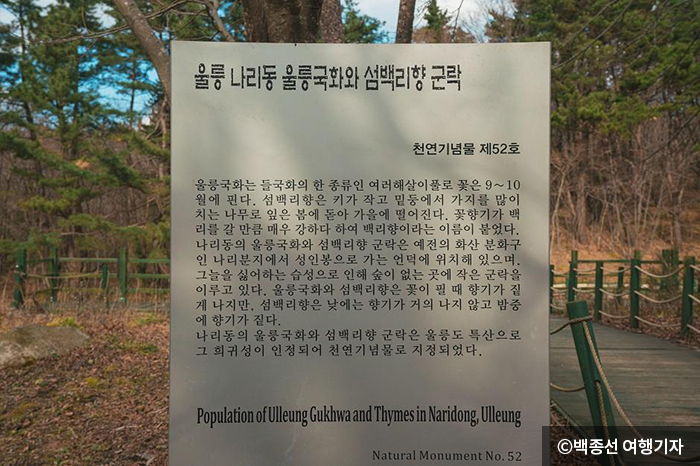 울릉 나리동 울릉국화와 섬백리향 군락
천연기념물 제52호
울릉국화는 들국화의 한 종류인 여러해살이풀로 꽃은 9～10
월에 핀다. 섬백리향은 키가 작고 밑동에서 가지를 많이
치는 나무로 잎은 봄에 돋아 가을에 떨어진다. 꽃향기가 백
리를 갈 만큼 매우 강하다 하여 백리향이라는 이름이 붙었다.
나리동의 울릉국화와 섬백리향 군락은 예전의 화산 분화구
인 나리분지에서 성인봉으로 가는 언덕에 위치해 있으며,
그늘을 싫어하는 습성으로 인해 숲이 없는 곳에 작은 군락을
이루고 있다. 울릉국화와 섬백리향은 꽃이 필 때 향기가 짙
게 나지만, 섬백리향은 낮에는 향기가 거의 나지 않고 밤중
에 향기가 짙다.
나리동의 울릉국화와 섬백리향 군락은 울릉도 특산으로
그 희귀성이 인정되어 천연기념물로 지정되었다.
Population of Ulleung Gukhwa and Thymes in Naridong, Ulleung
Natural Monument No. 52
©백종선 여행기자